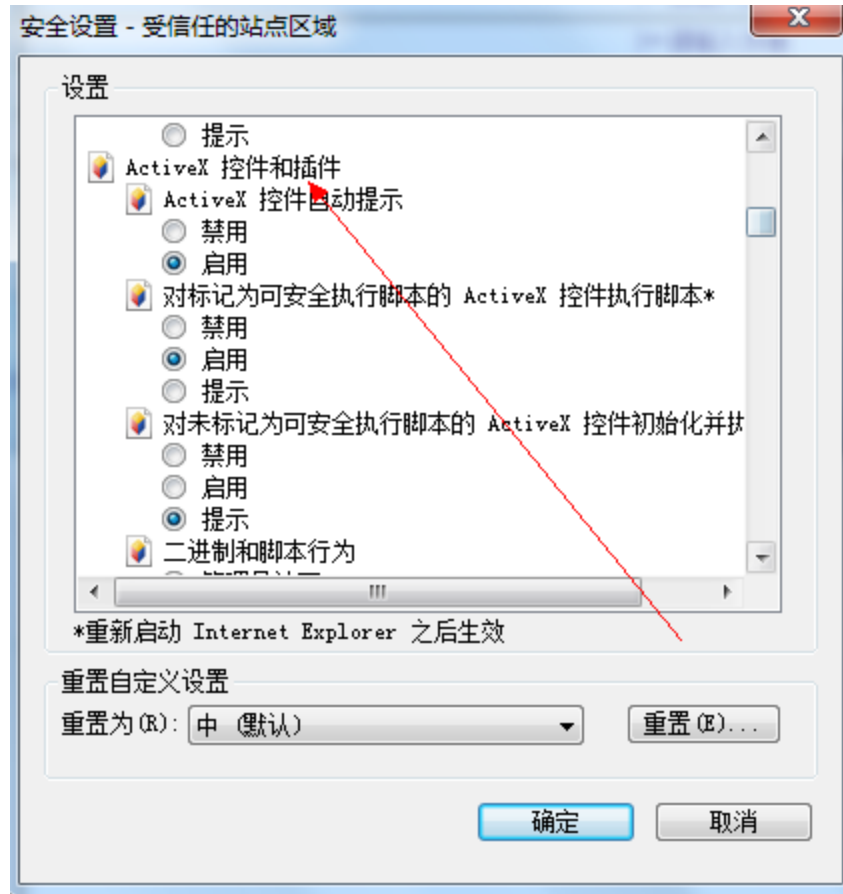 安全设置 - 受信任的站点区域
设置
提示
ActiveX 控件和插件
ActiveX 控件自动提示
禁用
启用
对标记为可安全执行脚本的 ActiveX 控件执行脚本*
禁用
启用
提示
对未标记为可安全执行脚本的 ActiveX 控件初始化并执
禁用
启用
提示
二进制和脚本行为
*重新启动 Internet Explorer 之后生效
重置自定义设置
重置为(R): 中 (默认) 重置(E)...
确定 取消